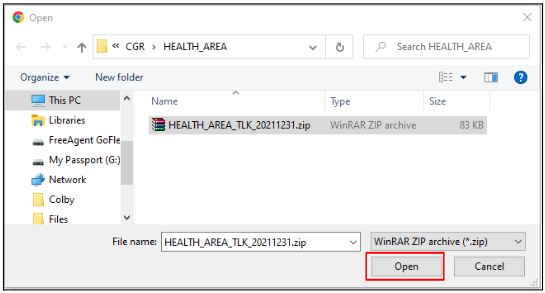 Open
« CGR › HEALTH_AREA
Search HEALTH_AREA
Organize
New folder
?
This PC
Libraries
FreeAgent GoFle
My Passport (G:)
Network
Colby
Files
Name Type Size
HEALTH_AREA_TLK_20211231.zip WinRAR ZIP archive 83 KB
File name: HEALTH_AREA_TLK_20211231.zip WinRAR ZIP archive (*.zip)
Open Cancel